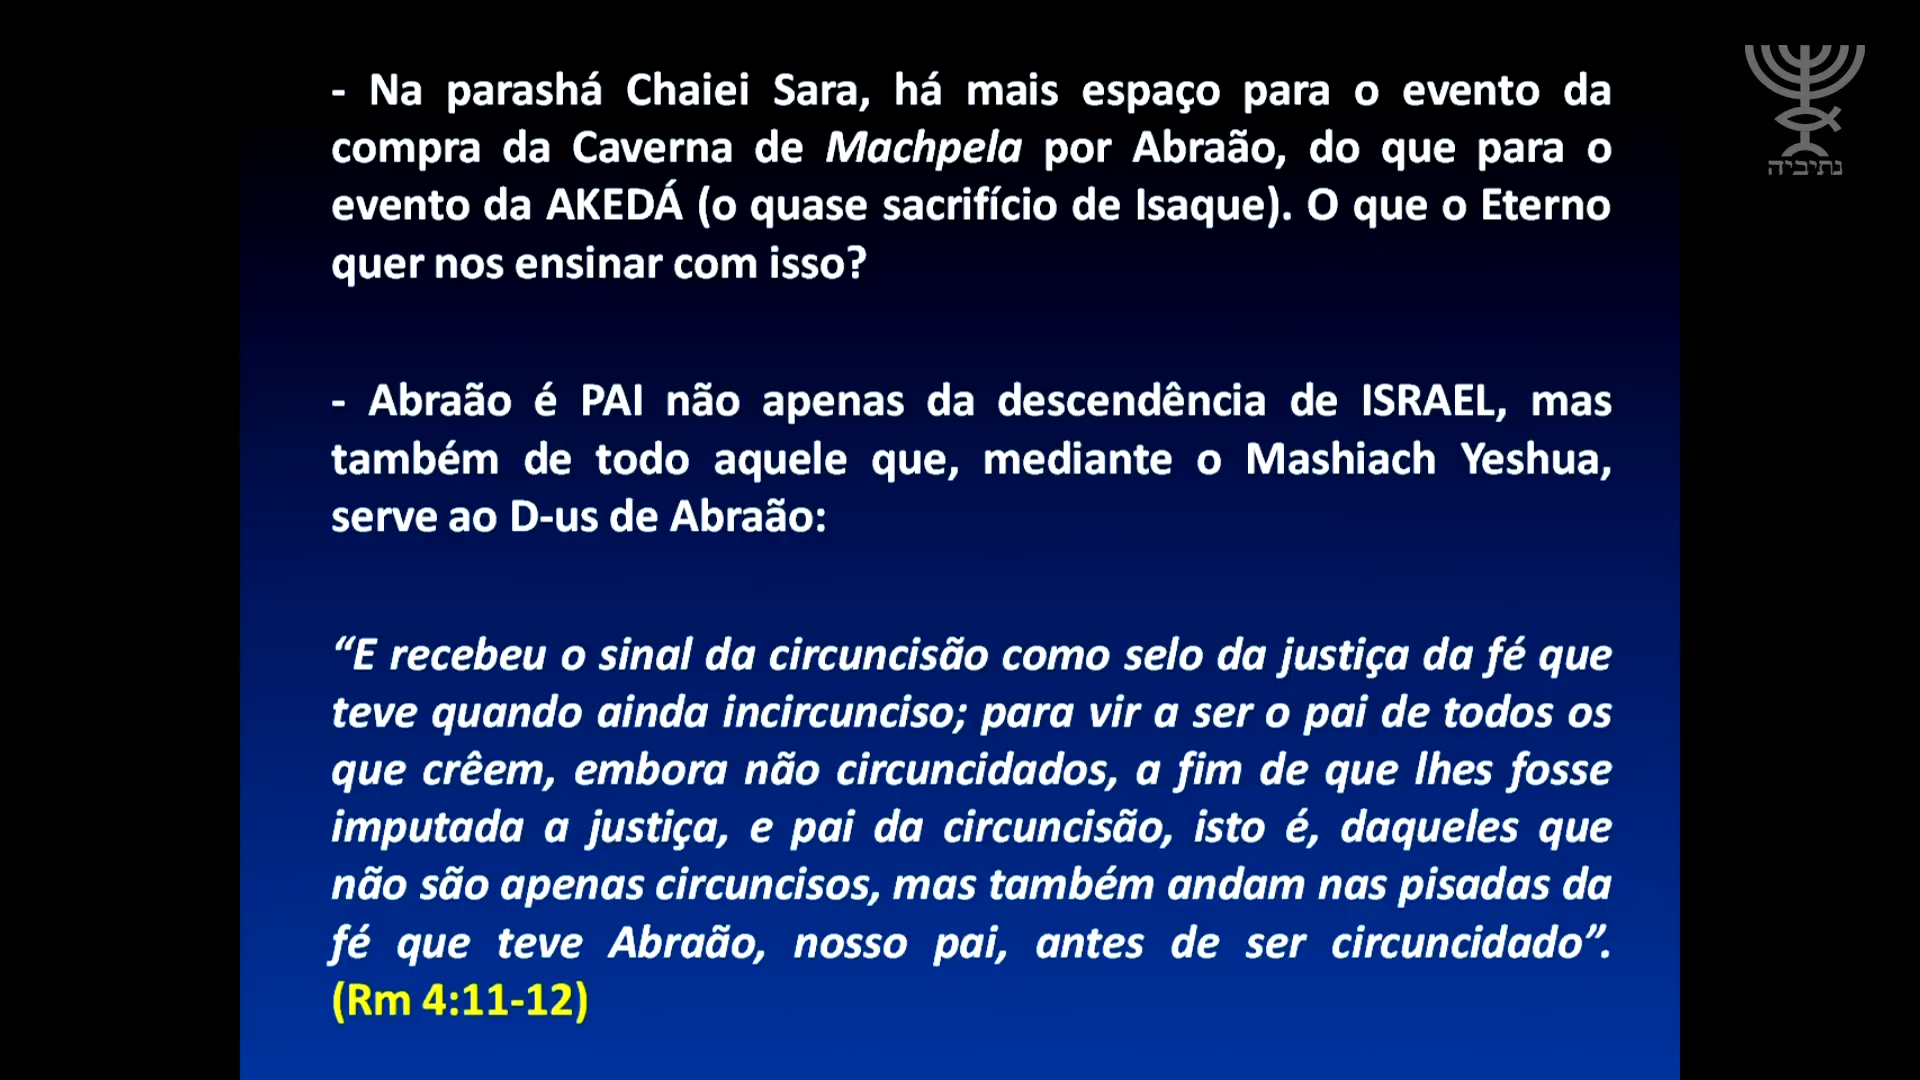 - Na parashá Chaiei Sara, há mais espaço para o evento da
compra da Caverna de Machpela por Abraão, do que para o
evento da AKEDÁ (o quase sacrifício de Isaque). O que o Eterno
quer nos ensinar com isso?
- Abraão é PAI não apenas da descendência de ISRAEL, mas
também de todo aquele que, mediante o Mashiach Yeshua,
serve ao D-us de Abraão:
“E recebeu o sinal da circuncisão como selo da justiça da fé que
teve quando ainda incircunciso; para vir a ser o pai de todos os
que crêem, embora não circuncidados, a fim de que lhes fosse
imputada a justiça, e pai da circuncisão, isto é, daqueles que
não são apenas circuncisos, mas também andam nas pisadas da
fé que teve Abraão, nosso pai, antes de ser circuncidado”.
(Rm 4:11-12)
נתיביה